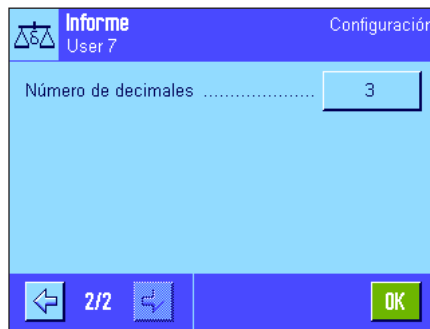 Informe
Configuración
User 7
Número de decimales ..................... 3
2/2
OK